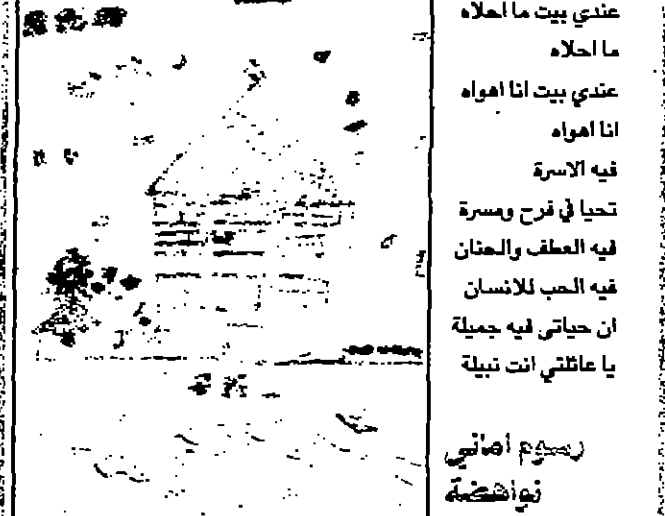 عندي بيت ما احلاه
ما احلاه
عندي بيت انا اهواه
انا اهواه
فيه الاسرة
تحيا في فرح ومسرة
فيه العطف والحنان
فيه الحب للانسان
ان حياتي فيه جميلة
يا عائلتي انت نبيلة
رسوم اماني
نواهضة